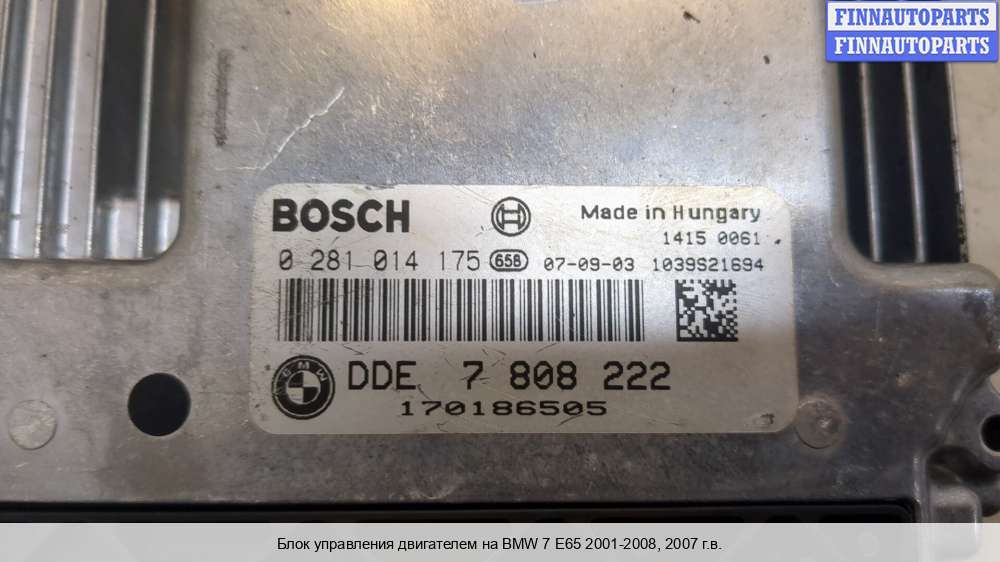 FINNAUTOPARTS
FINNAUTOPARTS
BOSCH
Made in Hungary
1415 0061
0 281 014 175 658 07-09-03 1039S21694
BMW
DDE 7 808 222
170186505
Блок управления двигателем на BMW 7 E65 2001-2008, 2007 г.в.